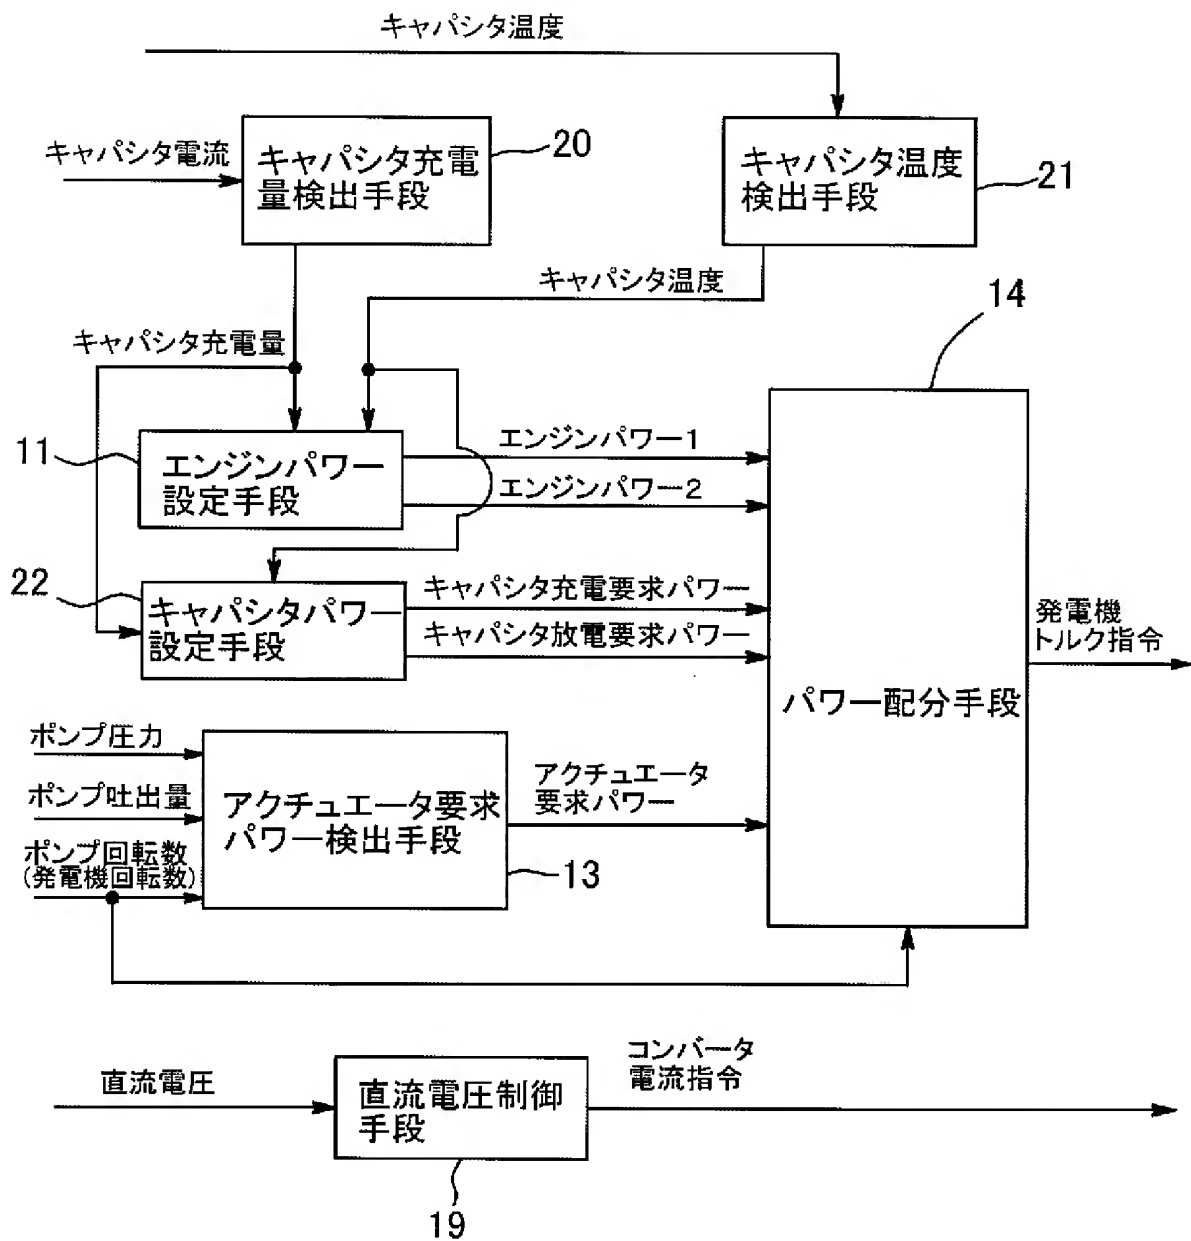 キャパシタ温度
キャパシタ電流
キャパシタ充電
量検出手段
20
キャパシタ温度
検出手段
21
キャパシタ温度
キャパシタ充電量
14
11
エンジンパワー
設定手段
エンジンパワー1
エンジンパワー2
22
キャパシタパワー
設定手段
キャパシタ充電要求パワー
キャパシタ放電要求パワー
パワー配分手段
発電機
トルク指令
ポンプ圧力
ポンプ吐出量
ポンプ回転数
(発電機回転数)
アクチュエータ要求
パワー検出手段
13
アクチュエータ
要求パワー
直流電圧
直流電圧制御
手段
19
コンバータ
電流指令